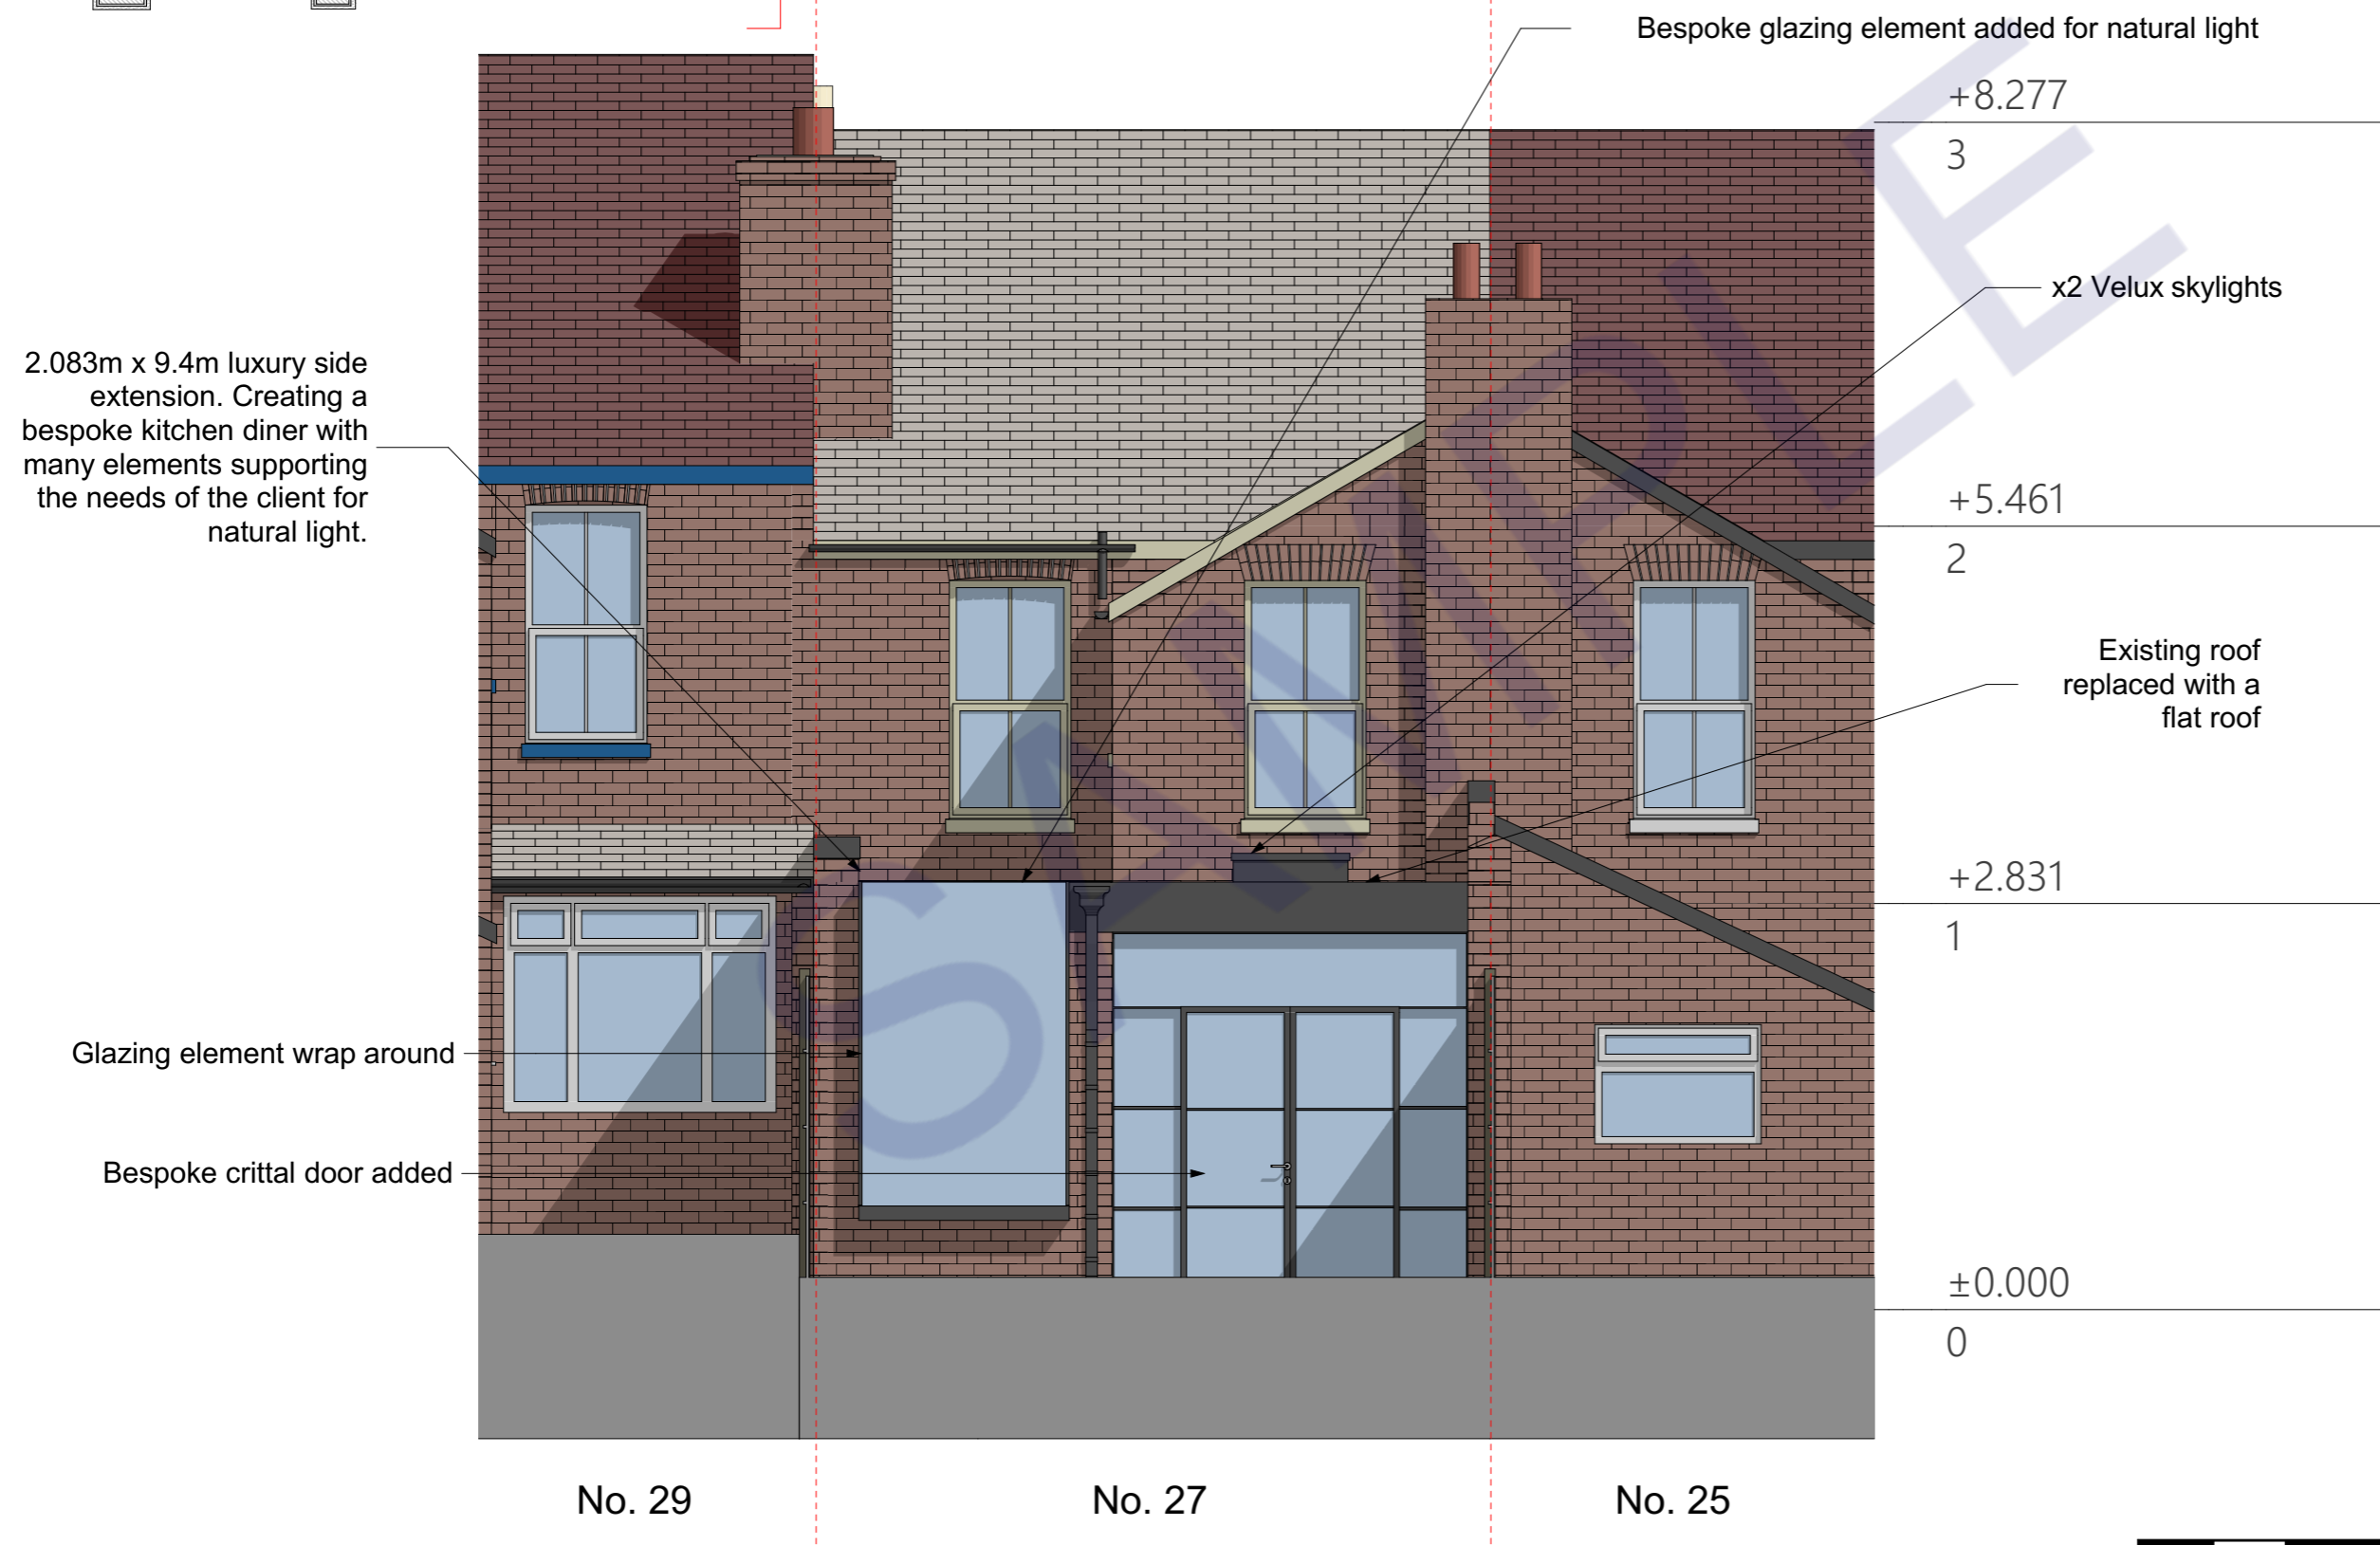 Bespoke glazing element added for natural light
+8.277
3
x2 Velux skylights
2.083m x 9.4m luxury side
extension. Creating a
bespoke kitchen diner with
many elements supporting
the needs of the client for
natural light.
+5.461
2
Existing roof
replaced with a
flat roof
+2.831
1
Glazing element wrap around
Bespoke crittal door added
±0.000
0
No. 29
No. 27
No. 25
SAMPLE